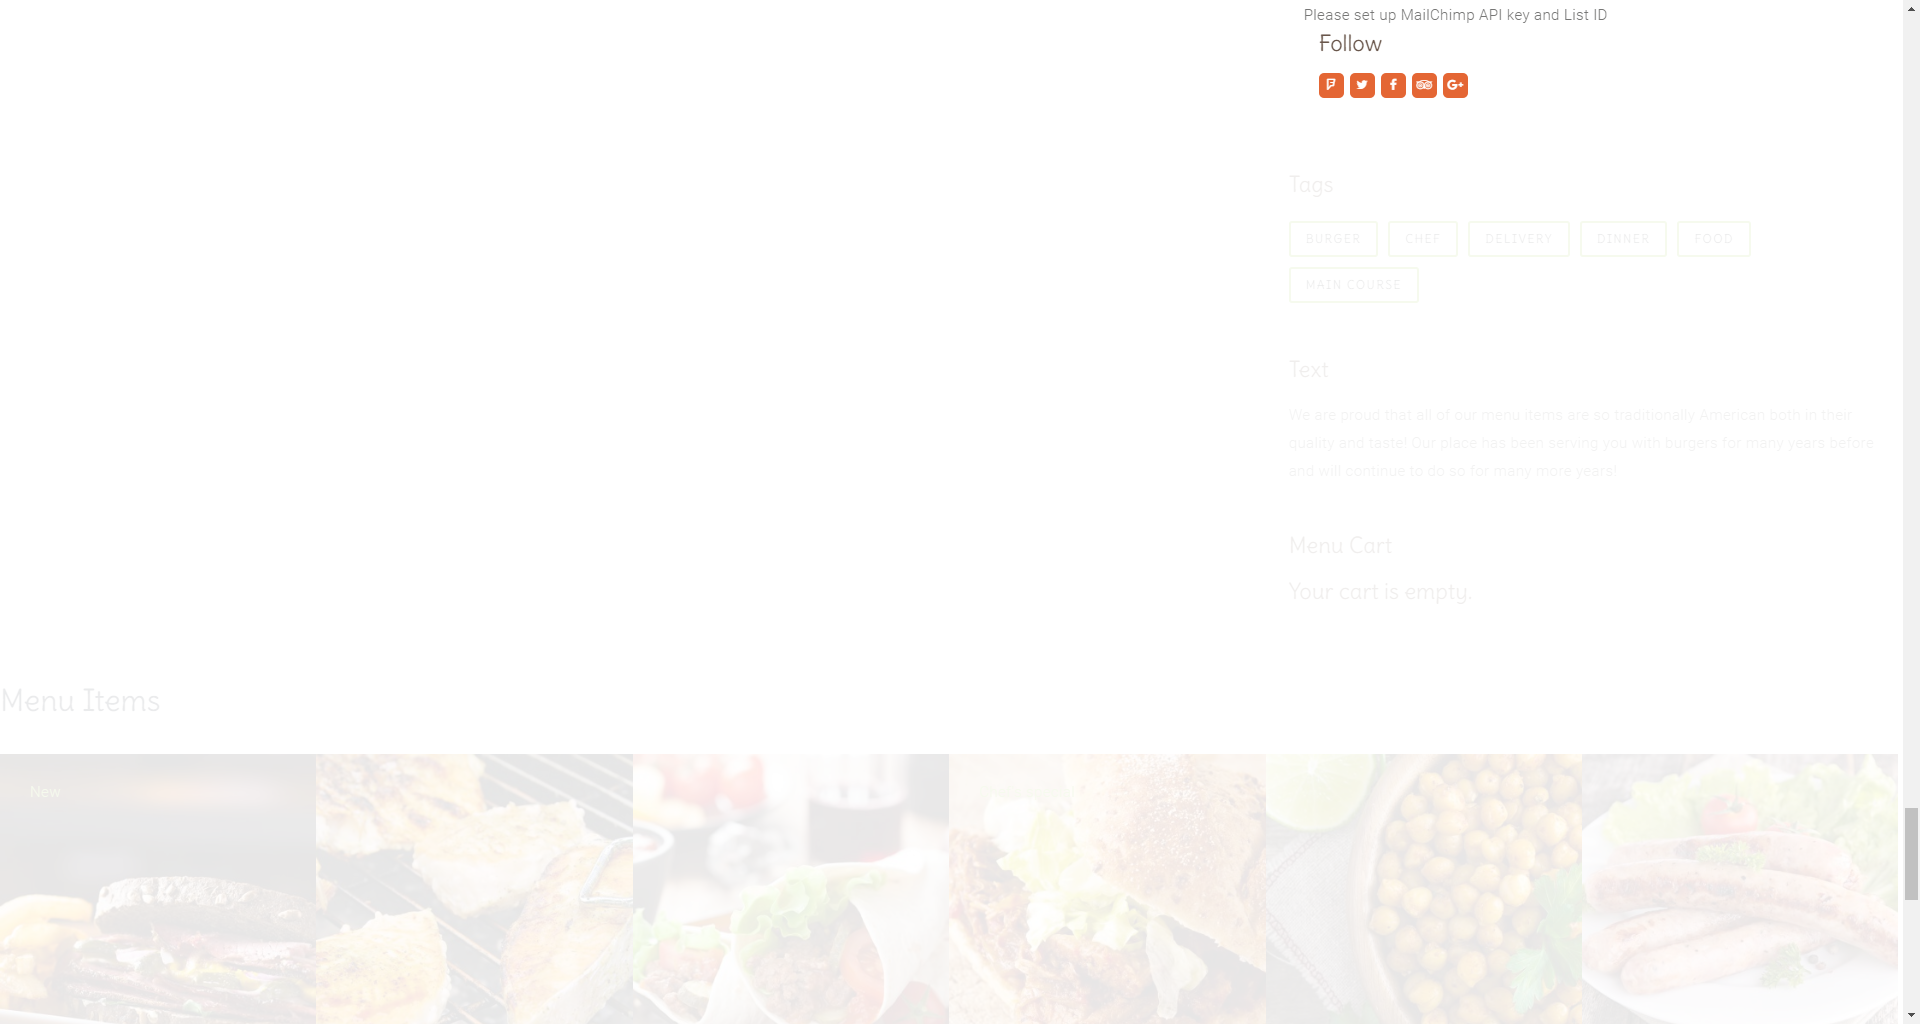 Please set up MailChimp API key and List ID
Follow
Tags
BURGER CHEF DELIVERY DINNER FOOD
MAIN COURSE
Text
We are proud that all of our menu items are so traditionally American both in their
quality and taste! Our place has been serving you with burgers for many years before
and will continue to do so for many more years!
Menu Cart
Your cart is empty.
Menu Items
New